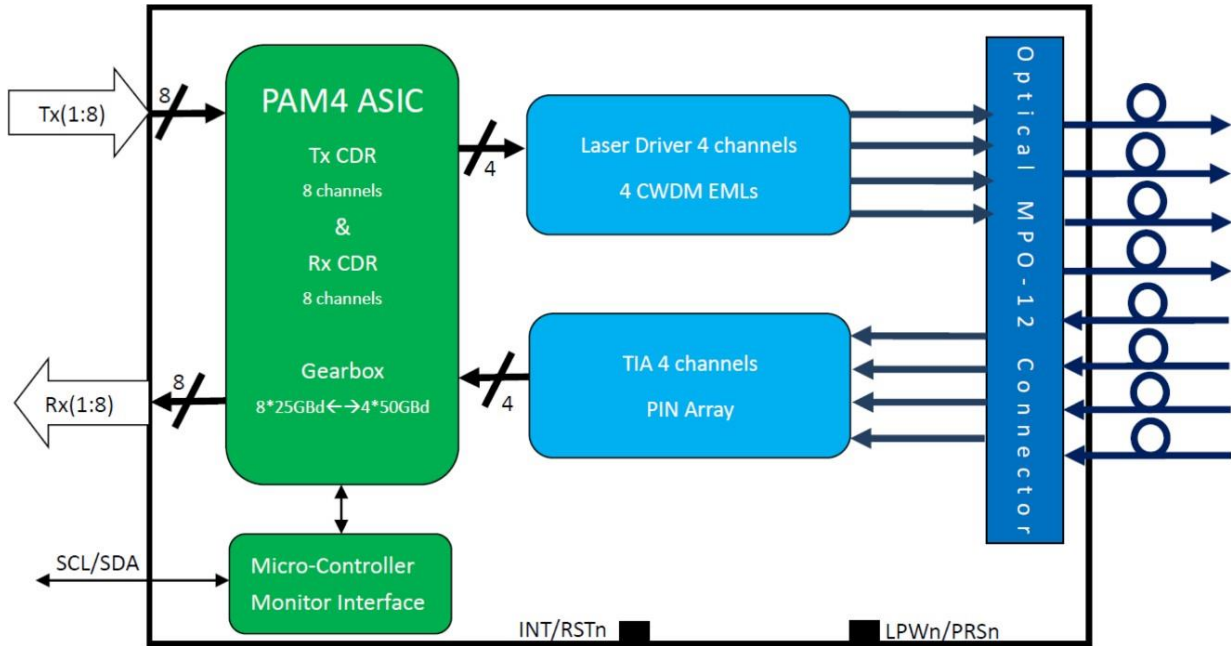 Tx(1:8)
8
PAM4 ASIC
Tx CDR
8 channels
&
Rx CDR
8 channels
Gearbox
8*25GBd←→4*50GBd
4
Laser Driver 4 channels
4 CWDM EMLs
Optical MPO-12 Connector
TIA 4 channels
PIN Array
4
8
Rx(1:8)
SCL/SDA
Micro-Controller
Monitor Interface
INT/RSTn
LPWn/PRSn